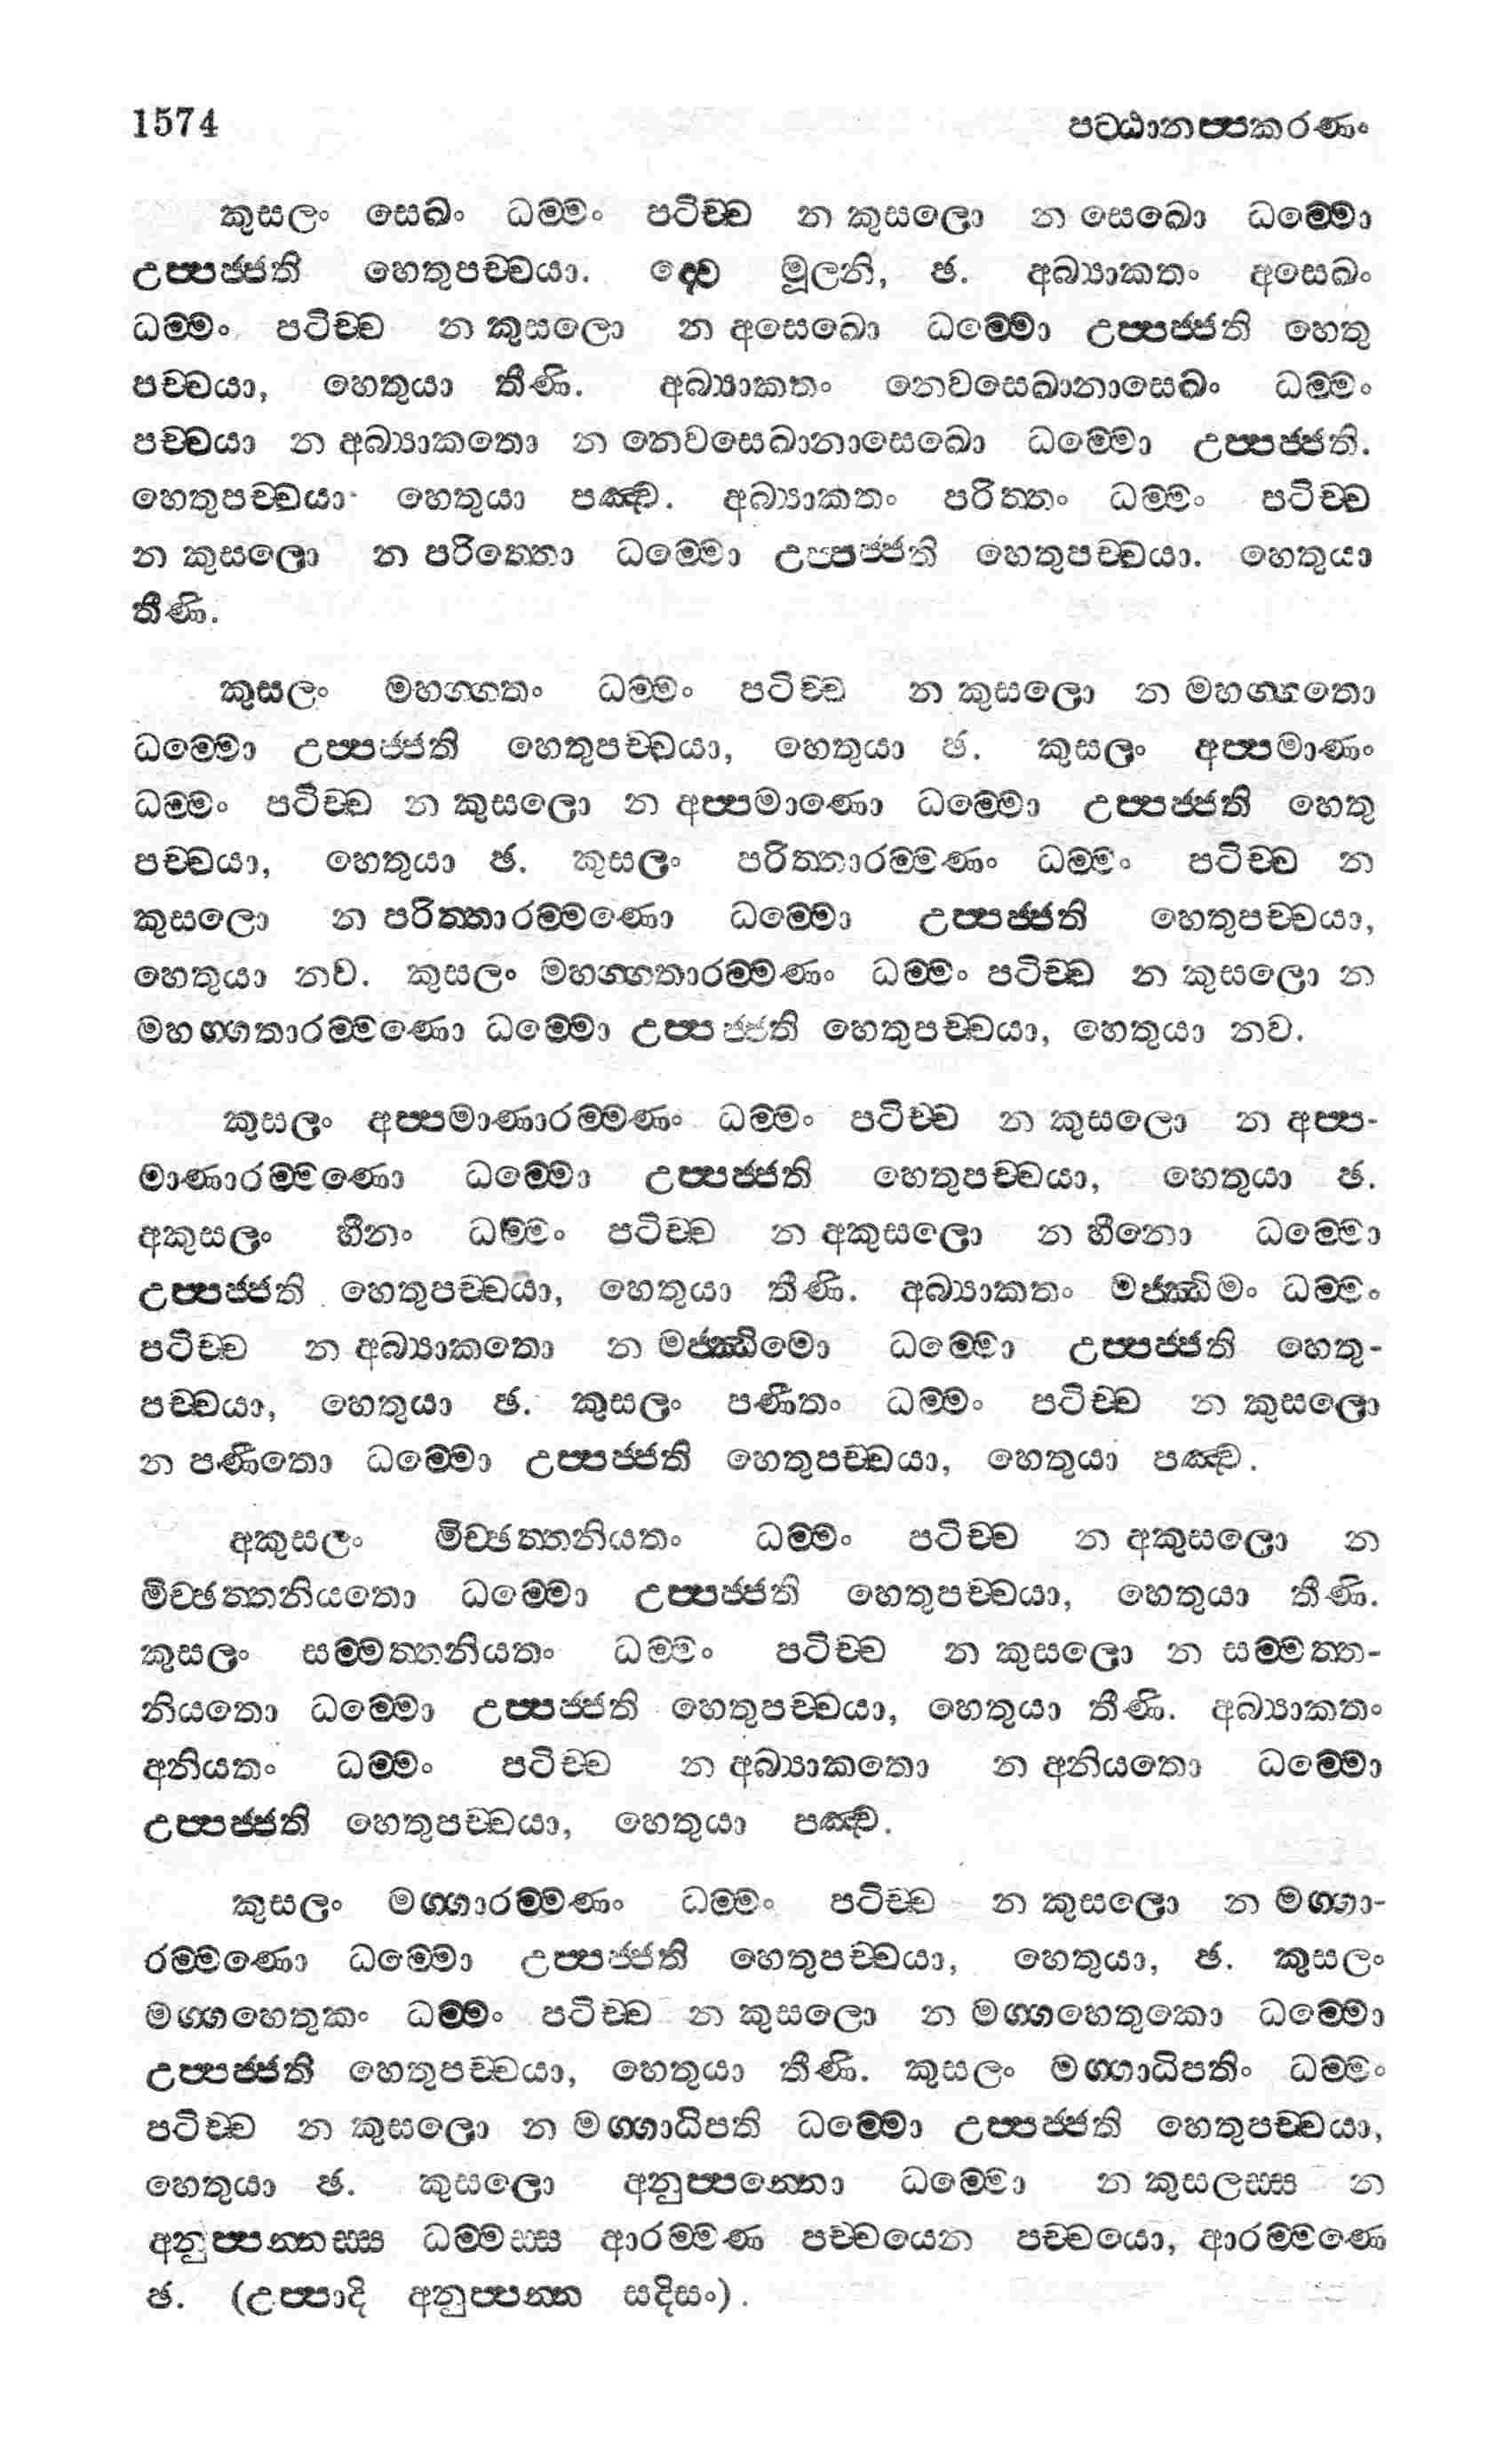 1574 පට්ඨානප්පකරණං
කුසලං සෙඛං ධම්මං පටිච්ච න කුසලො න සෙඛො ධම්මො
උප්පජ්ජති හෙතුපච්චයා. ද්වෙ මූලනි, ඡ. අබ්‍යාකතං අසෙඛං
ධම්මං පටිච්ච න කුසලො න අසෙඛො ධම්මො උප්පජ්ජති හෙතු
පච්චයා, හෙතුයා තීණි. අබ්‍යාකතං නෙවසෙඛානාසෙඛං ධම්මං
පච්චයා න අබ්‍යාකතො න නෙවසෙඛානාසෙඛො ධම්මො උප්පජ්ජති.
හෙතුපච්චයා හෙතුයා පඤ්ච. අබ්‍යාකතං පරිත්තං ධම්මං පටිච්ච
න කුසලො න පරිත්තො ධම්මො උප්පජ්ජති හෙතුපච්චයා. හෙතුයා
තීණි.
කුසලං මහග්ගතං ධම්මං පටිච්ච න කුසලො න මහග්ගතො
ධම්මො උප්පජ්ජති හෙතුපච්චයා, හෙතුයා ඡ. කුසලං අප්පමාණං
ධම්මං පටිච්ච න කුසලො න අප්පමාණො ධම්මො උප්පජ්ජති හෙතු
පච්චයා, හෙතුයා ඡ. කුසලං පරිත්තාරම්මණං ධම්මං පටිච්ච න
කුසලො න පරිත්තාරම්මණො ධම්මො උප්පජ්ජති හෙතුපච්චයා,
හෙතුයා නව. කුසලං මහග්ගතාරම්මණං ධම්මං පටිච්ච න කුසලො න
මහග්ගතාරම්මණො ධම්මො උප්පජ්ජති හෙතුපච්චයා, හෙතුයා නව.
කුසලං අප්පමාණාරම්මණං ධම්මං පටිච්ච න කුසලො න අප්ප-
මාණාරම්මණො ධම්මො උප්පජ්ජති හෙතුපච්චයා, හෙතුයා ඡ.
අකුසලං හීනං ධම්මං පටිච්ච න අකුසලො න හීනො ධම්මො
උප්පජ්ජති හෙතුපච්චයා, හෙතුයා තීණි. අබ්‍යාකතං මජ්ඣිමං ධම්මං
පටිච්ච න අබ්‍යාකතො න මජ්ඣිමො ධම්මො උප්පජ්ජති හෙතු-
පච්චයා, හෙතුයා ඡ. කුසලං පණීතං ධම්මං පටිච්ච න කුසලො
න පණීතො ධම්මො උප්පජ්ජති හෙතුපච්චයා, හෙතුයා පඤ්ච.
අකුසලං මිච්ඡත්තනියතං ධම්මං පටිච්ච න අකුසලො න
මිච්ඡත්තනියතො ධම්මො උප්පජ්ජති හෙතුපච්චයා, හෙතුයා තීණි.
කුසලං සම්මත්තනියතං ධම්මං පටිච්ච න කුසලො න සම්මත්ත-
නියතො ධම්මො උප්පජ්ජති හෙතුපච්චයා, හෙතුයා තීණි. අබ්‍යාකතං
අනියතං ධම්මං පටිච්ච න අබ්‍යාකතො න අනියතො ධම්මො
උප්පජ්ජති හෙතුපච්චයා, හෙතුයා පඤ්ච.
කුසලං මග්ගාරම්මණං ධම්මං පටිච්ච න කුසලො න මග්ගා-
රම්මණො ධම්මො උප්පජ්ජති හෙතුපච්චයා, හෙතුයා, ඡ. කුසලං
මග්ගහෙතුකං ධම්මං පටිච්ච න කුසලො න මග්ගහෙතුකො ධම්මො
උප්පජ්ජති හෙතුපච්චයා, හෙතුයා තීණි. කුසලං මග්ගාධිපතිං ධම්මං
පටිච්ච න කුසලො න මග්ගාධිපති ධම්මො උප්පජ්ජති හෙතුපච්චයා,
හෙතුයා ඡ. කුසලො අනුප්පන්නො ධම්මො න කුසලස්ස න
අනුප්පන්නස්ස ධම්මස්ස ආරම්මණ පච්චයෙන පච්චයො, ආරම්මණෙ
ඡ. (උප්පාදි අනුප්පන්න සදිසං).